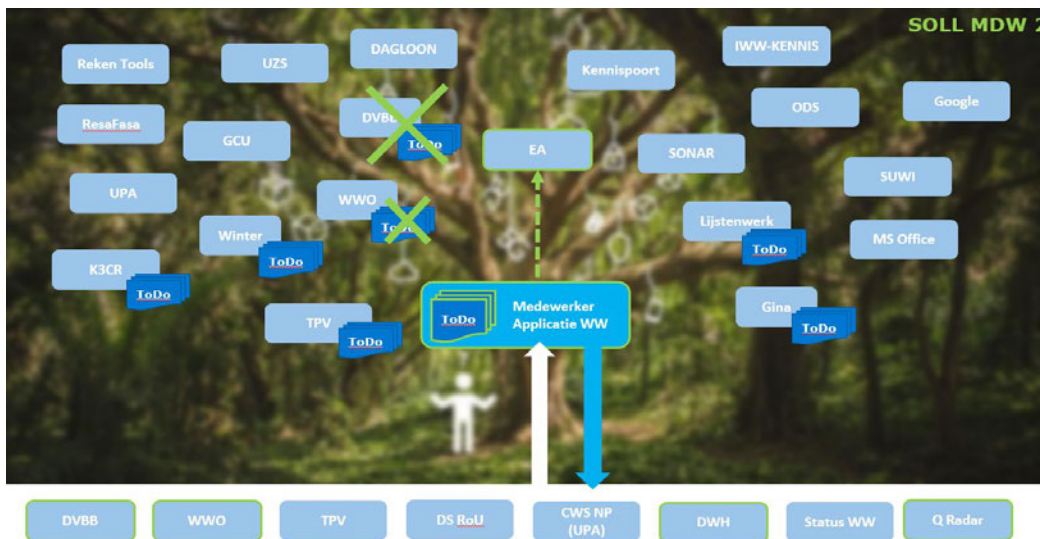 SOLL MDW 2
DAGLOON
IWW-KENNIS
Reken Tools
UZS
Kennispoort
ODS
Google
ResaFasa
DVBB
ToDo
GCU
EA
SONAR
SUWI
UPA
WWO
ToDo
Winter
ToDo
Lijstenwerk
ToDo
MS Office
K3CR
ToDo
TPV
ToDo
ToDo
Medewerker
Applicatie WW
Gina
ToDo
DVBB
WWO
TPV
DS RoU
CWS NP
(UPA)
DWH
Status WW
Q Radar